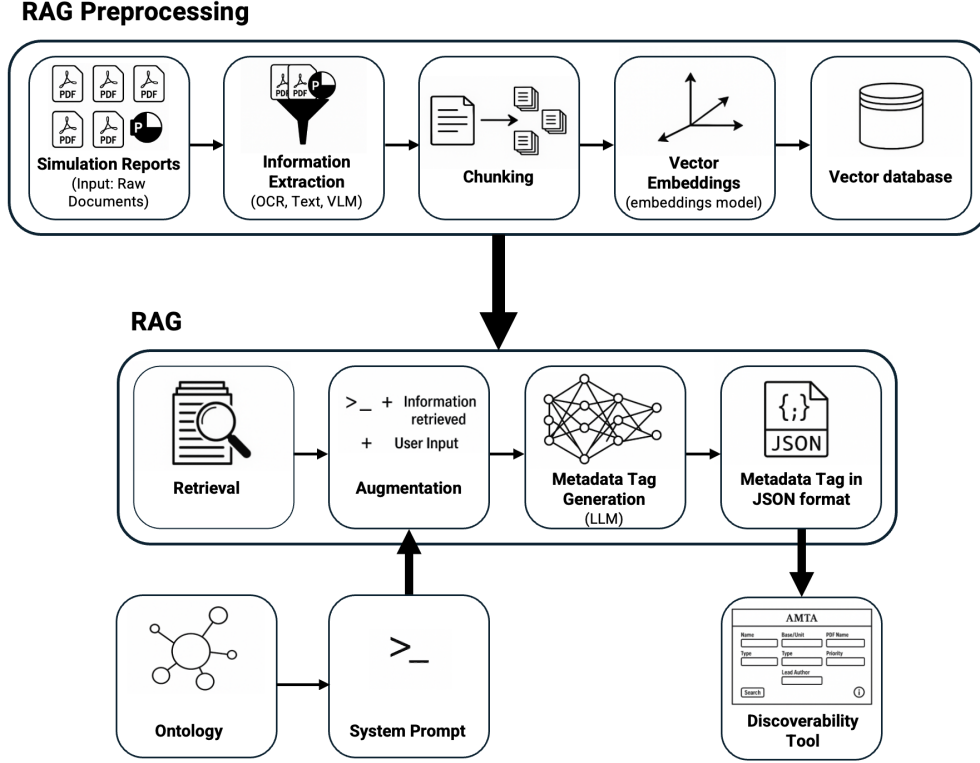 RAG Preprocessing
PDF PDF PDF
PDF PDF P
Simulation Reports
(Input: Raw
Documents)
PDF PDF P
Information
Extraction
(OCR, Text, VLM)
Chunking
Vector
Embeddings
(embeddings model)
Vector database
RAG
Retrieval
>_ + Information
retrieved
+ User Input
Augmentation
Metadata Tag
Generation
(LLM)
{;}
JSON
Metadata Tag in
JSON format
Ontology
>_
System Prompt
AMTA
Name Base/Unit PDF Name
Type Type Priority
Lead Author
Search i
Discoverability
Tool